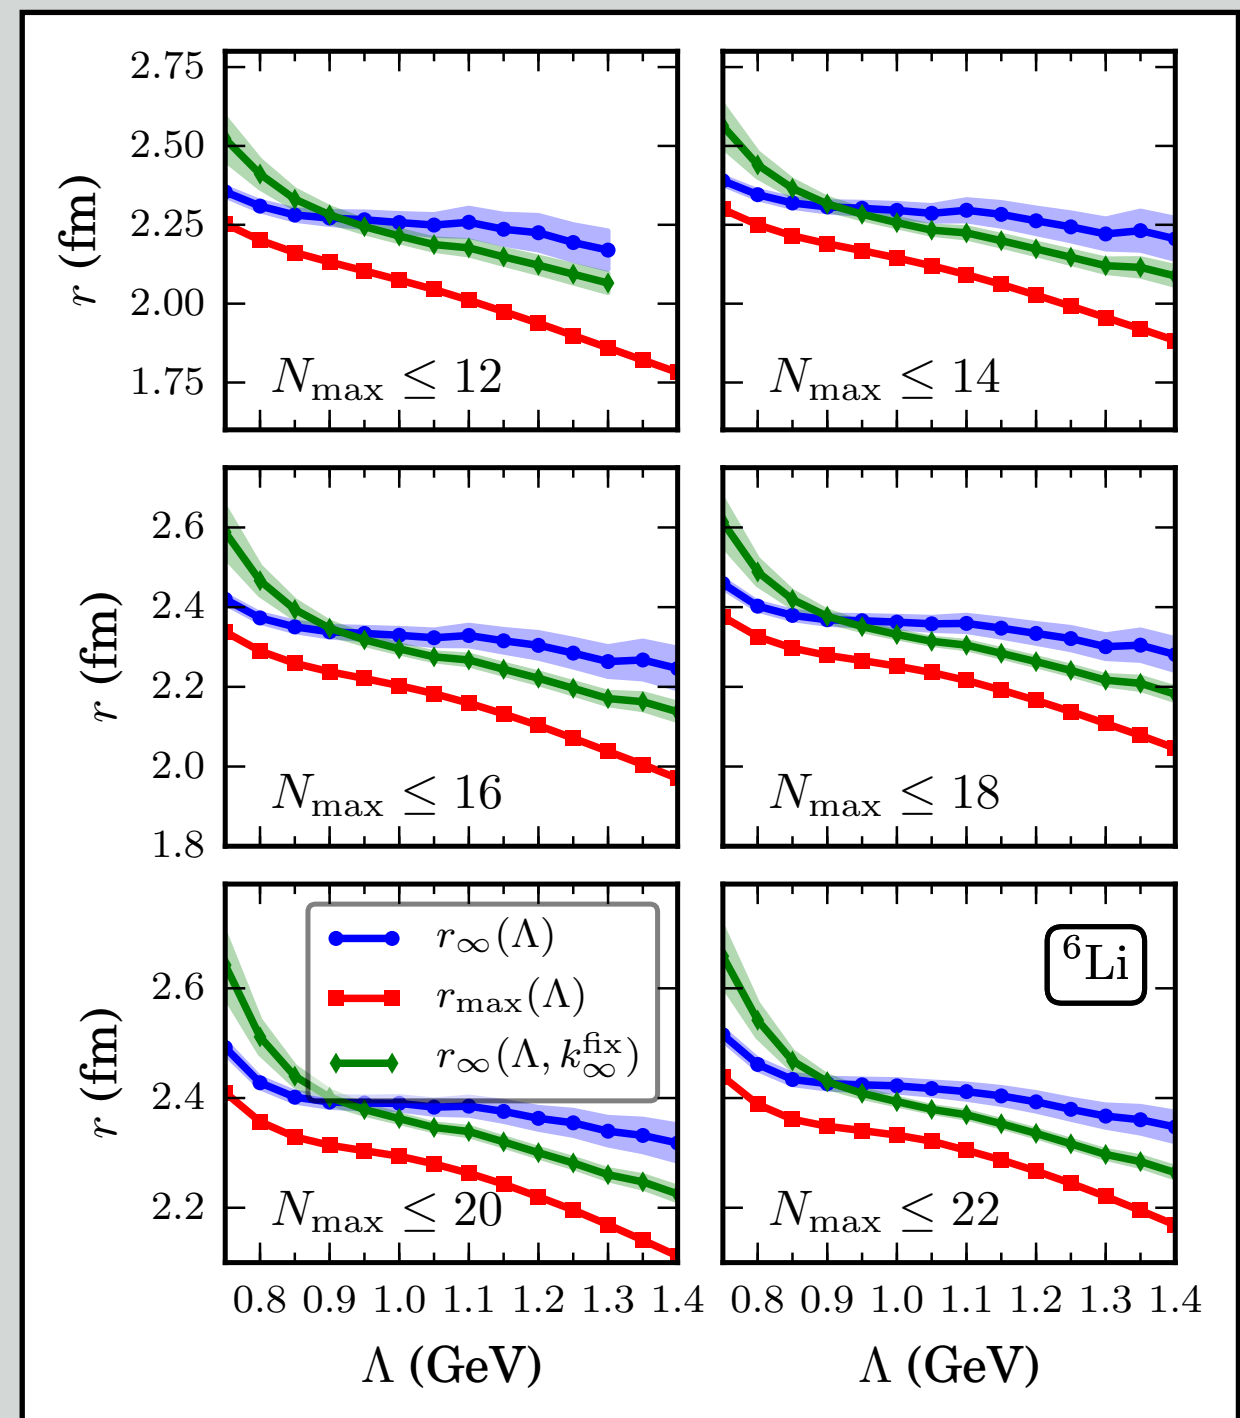 2.75
2.50
2.25
2.00
1.75
r (fm)
N_max ≤ 12
N_max ≤ 14
2.6
2.4
2.2
2.0
1.8
r (fm)
N_max ≤ 16
N_max ≤ 18
2.6
2.4
2.2
r (fm)
r_∞(Λ)
r_max(Λ)
r_∞(Λ, k_∞^fix)
N_max ≤ 20
⁶Li
N_max ≤ 22
0.8 0.9 1.0 1.1 1.2 1.3 1.4
0.8 0.9 1.0 1.1 1.2 1.3 1.4
Λ (GeV)
Λ (GeV)